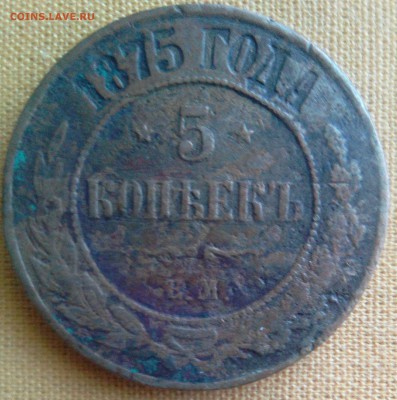 COINS.LAVE.RU
1875 ГОДА
5
КОПѢЕКЪ
Е.М.